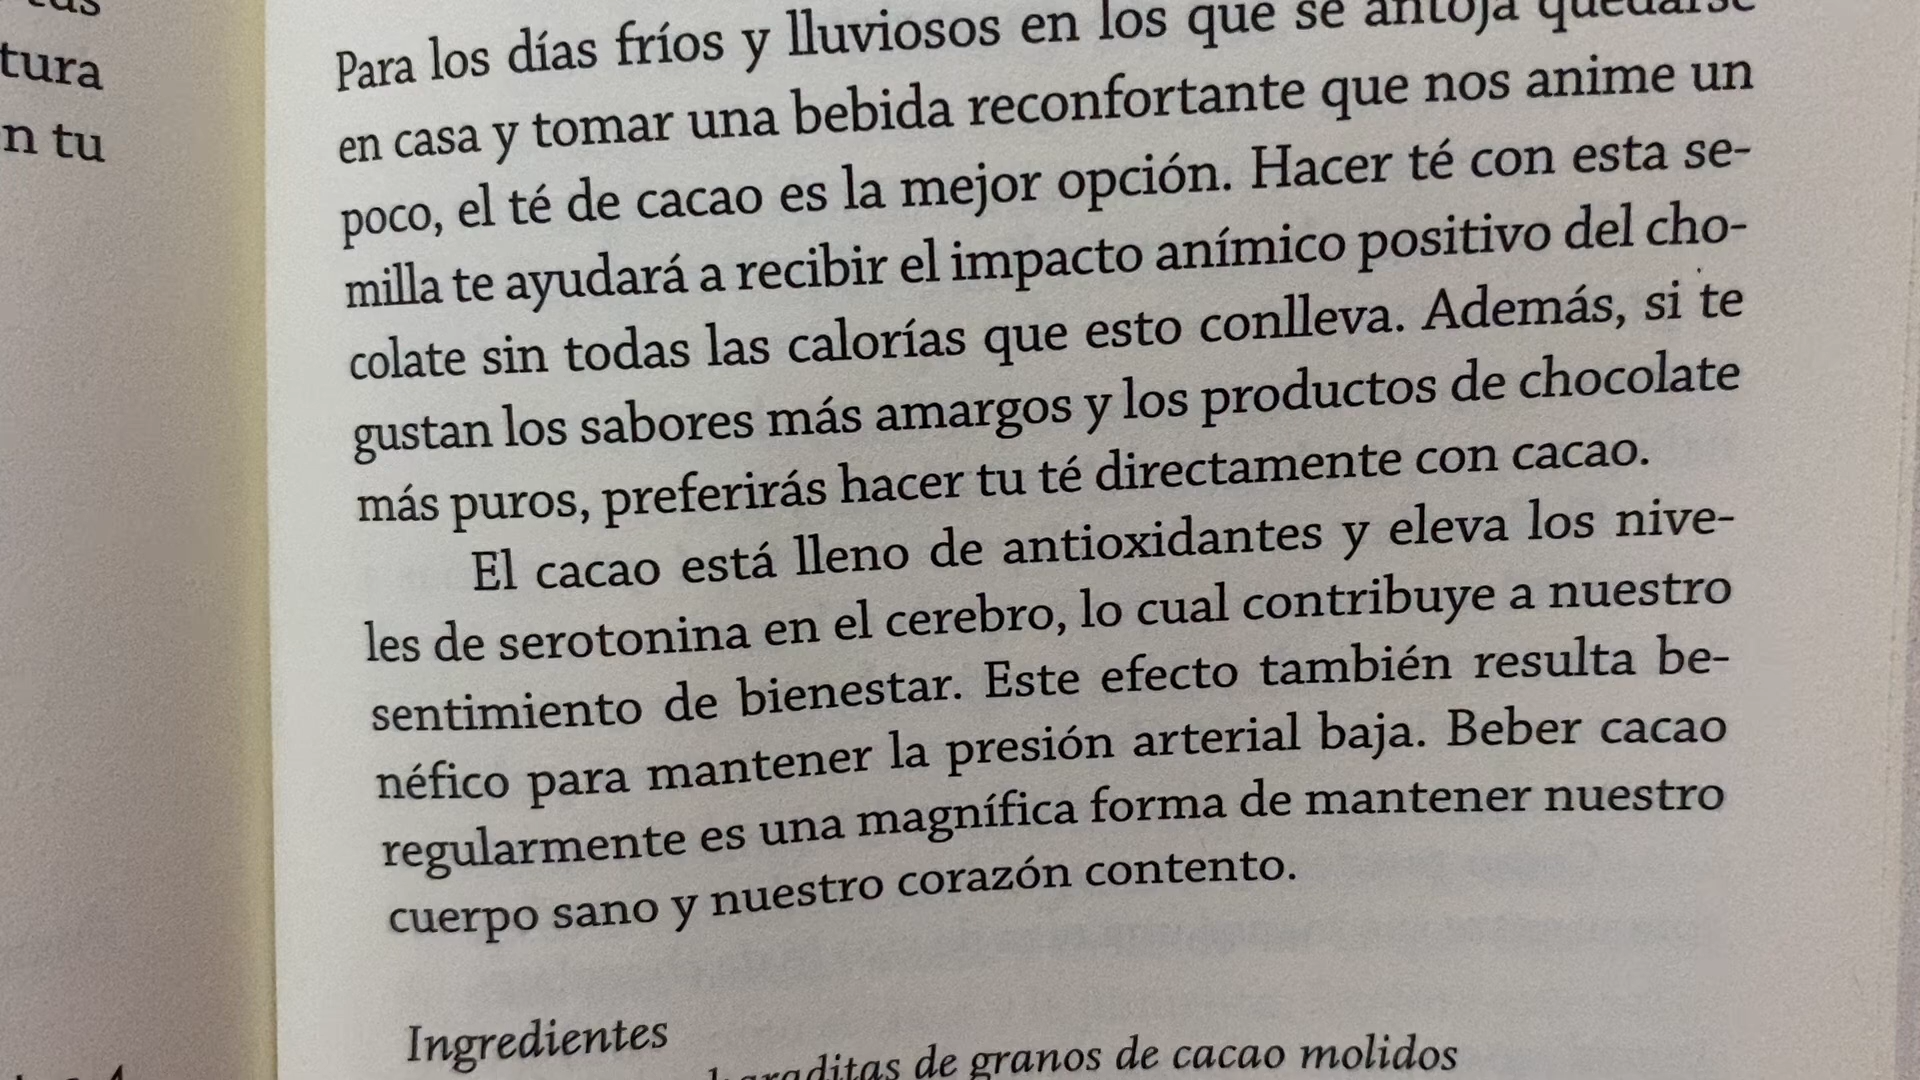 tura
n tu
Para los días fríos y lluviosos en los que se antoja quedarse
en casa y tomar una bebida reconfortante que nos anime un
poco, el té de cacao es la mejor opción. Hacer té con esta se-
milla te ayudará a recibir el impacto anímico positivo del cho-
colate sin todas las calorías que esto conlleva. Además, si te
gustan los sabores más amargos y los productos de chocolate
más puros, preferirás hacer tu té directamente con cacao.
El cacao está lleno de antioxidantes y eleva los nive-
les de serotonina en el cerebro, lo cual contribuye a nuestro
sentimiento de bienestar. Este efecto también resulta be-
néfico para mantener la presión arterial baja. Beber cacao
regularmente es una magnífica forma de mantener nuestro
cuerpo sano y nuestro corazón contento.
Ingredientes
de granos de cacao molidos